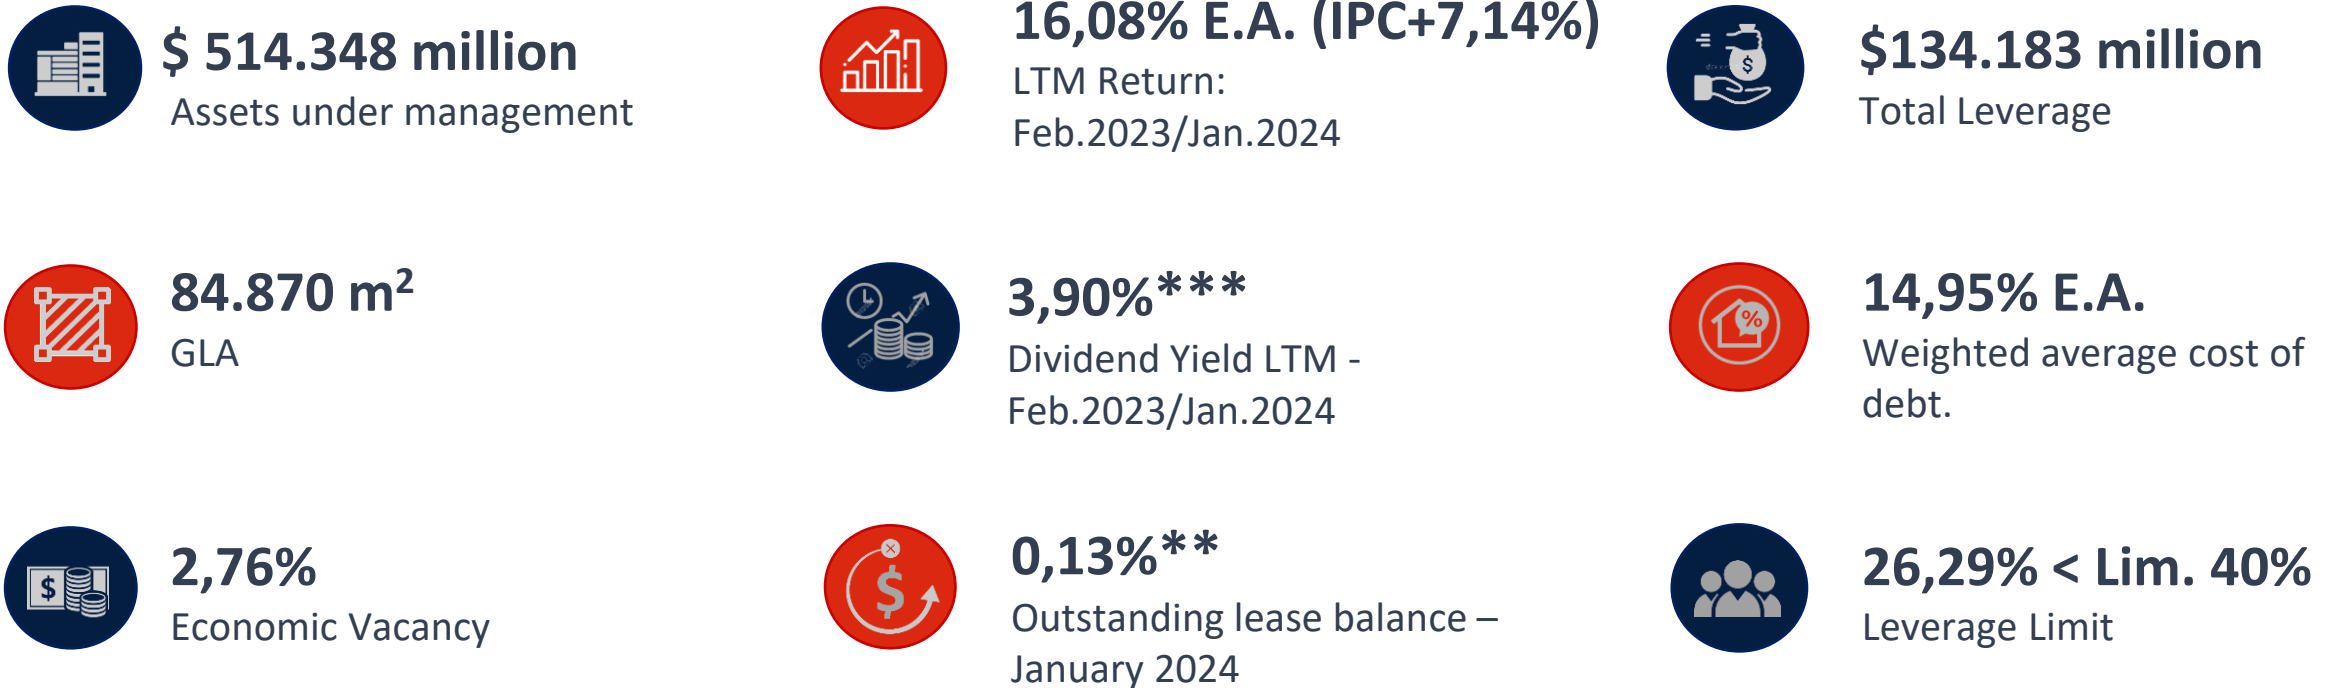 $ 514.348 million
Assets under management
16,08% E.A. (IPC+7,14%)
LTM Return:
Feb.2023/Jan.2024
$134.183 million
Total Leverage
84.870 m²
GLA
3,90%***
Dividend Yield LTM -
Feb.2023/Jan.2024
14,95% E.A.
Weighted average cost of
debt.
2,76%
Economic Vacancy
0,13%**
Outstanding lease balance –
January 2024
26,29% < Lim. 40%
Leverage Limit